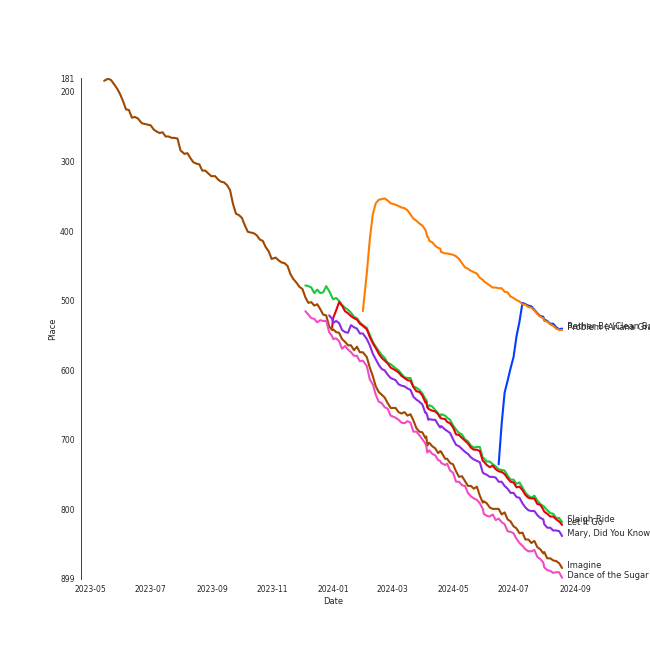 181
200
300
400
500
600
700
800
899
Place
2023-05
2023-07
2023-09
2023-11
2024-01
2024-03
2024-05
2024-07
2024-09
Date
Sleigh Ride
Let It Go
Mary, Did You Know
Imagine
Dance of the Sugar